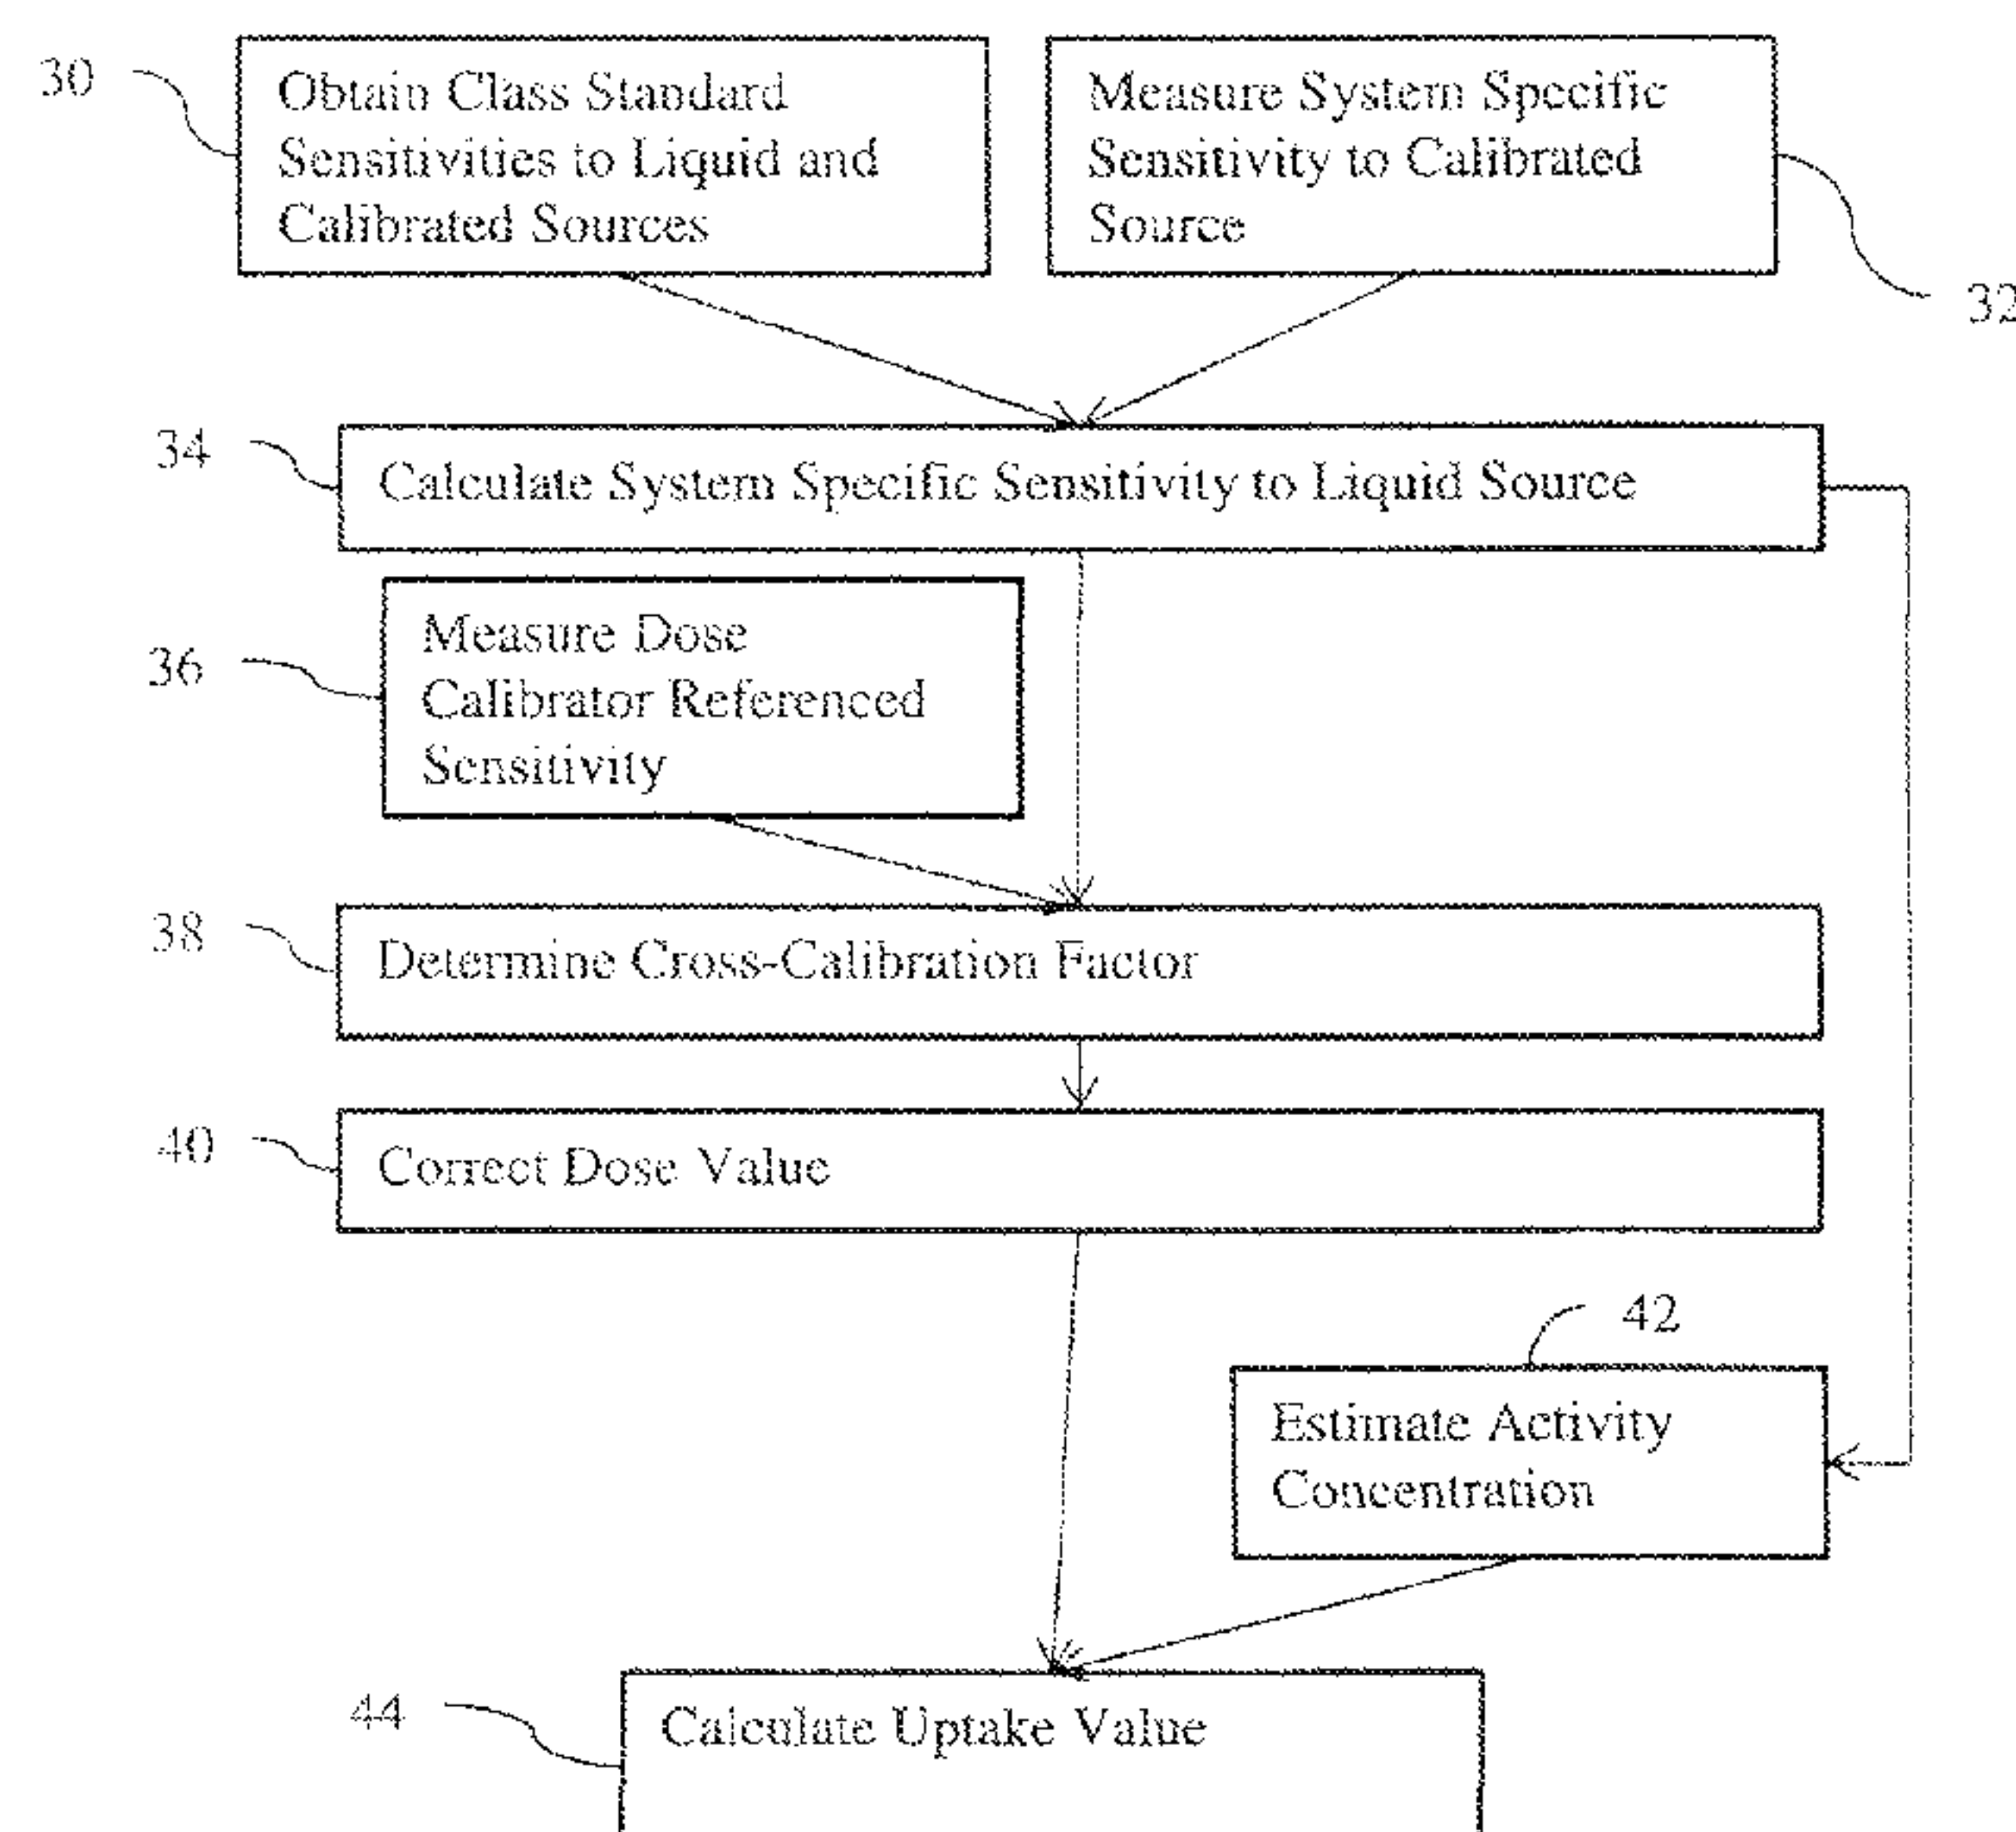 30
Obtain Class Standard
Sensitivities to Liquid and
Calibrated Sources
Measure System Specific
Sensitivity to Calibrated
Source
32
34
Calculate System Specific Sensitivity to Liquid Source
36
Measure Dose
Calibrator Referenced
Sensitivity
38
Determine Cross-Calibration Factor
40
Correct Dose Value
42
Estimate Activity
Concentration
44
Calculate Uptake Value